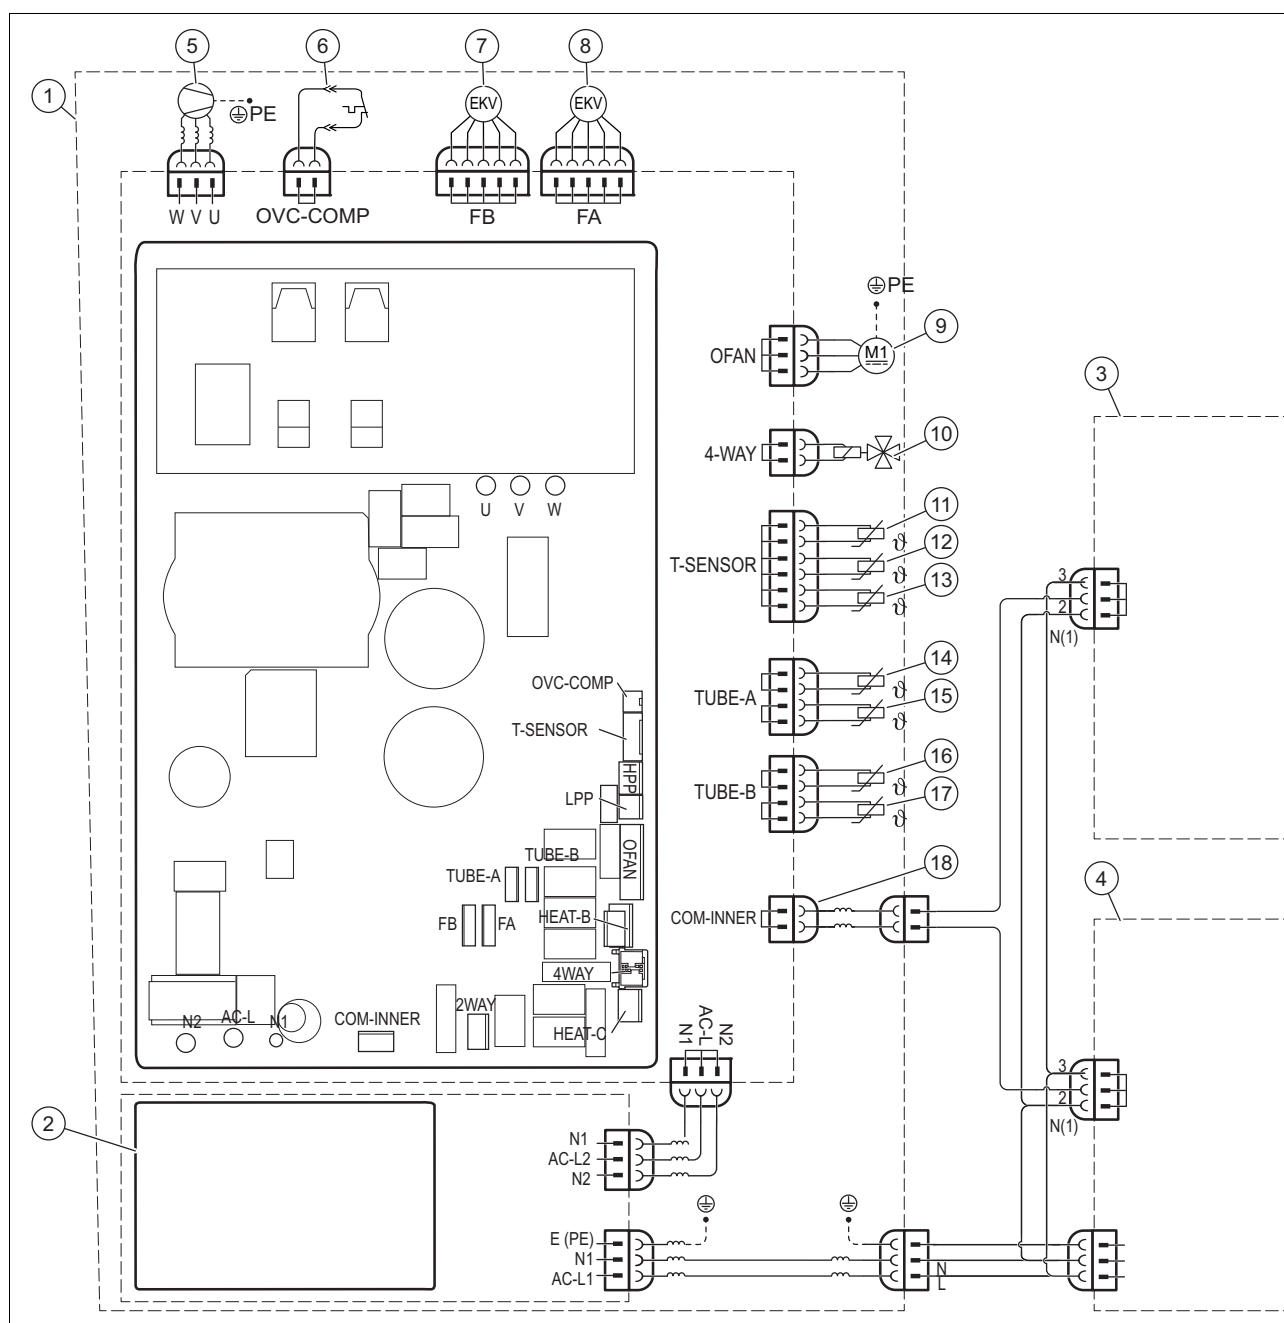 5
6
7
8
1
EKV
EKV
PE
W V U
OVC-COMP
FB
FA
PE
9
OFAN
M1
3
4-WAY
10
U
V
W
11
ϑ
12
T-SENSOR
ϑ
13
ϑ
3
2
N(1)
14
OVC-COMP
TUBE-A
ϑ
15
T-SENSOR
ϑ
16
HPP
TUBE-B
ϑ
17
LPP
ϑ
OFAN
TUBE-B
TUBE-A
18
4
FB
FA
HEAT-B
COM-INNER
4WAY
N2
AC-L
N1
COM-INNER
2WAY
HEAT-C
N1
AC-L
N2
3
2
N(1)
2
N1
AC-L2
N2
E (PE)
N1
AC-L1
N
L